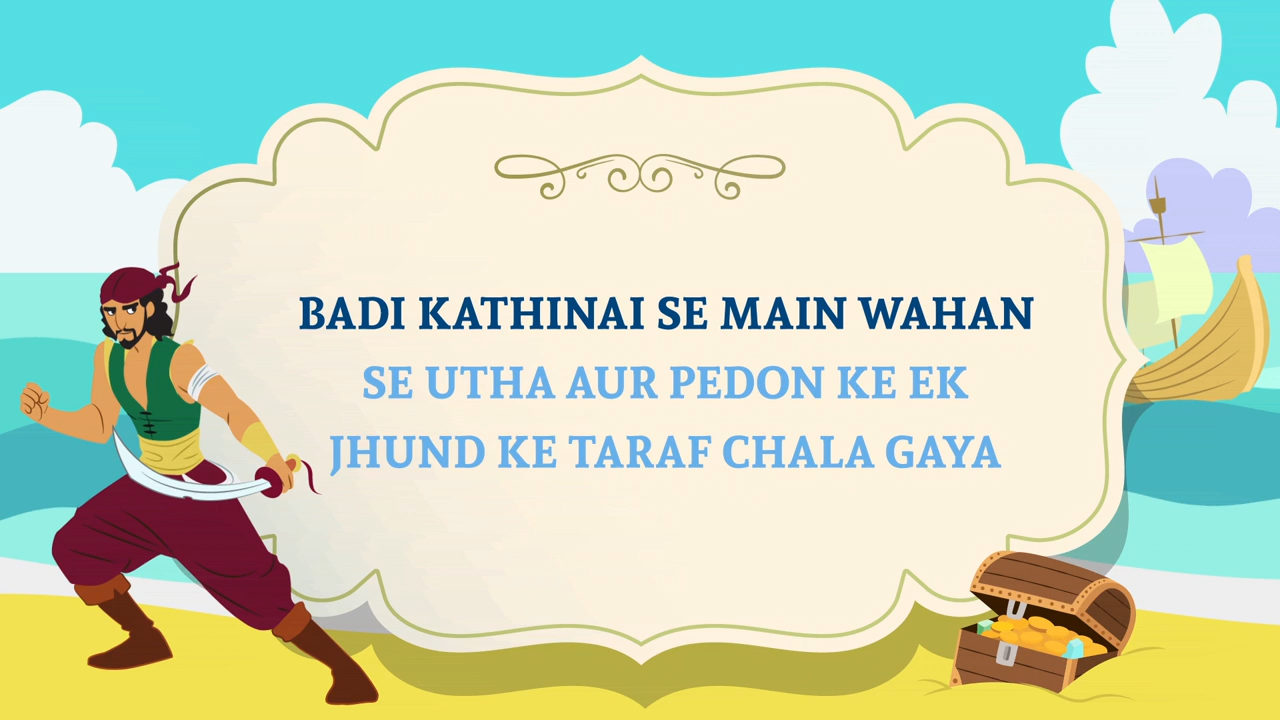 BADI KATHINAI SE MAIN WAHAN
SE UTHA AUR PEDON KE EK
JHUND KE TARAF CHALA GAYA